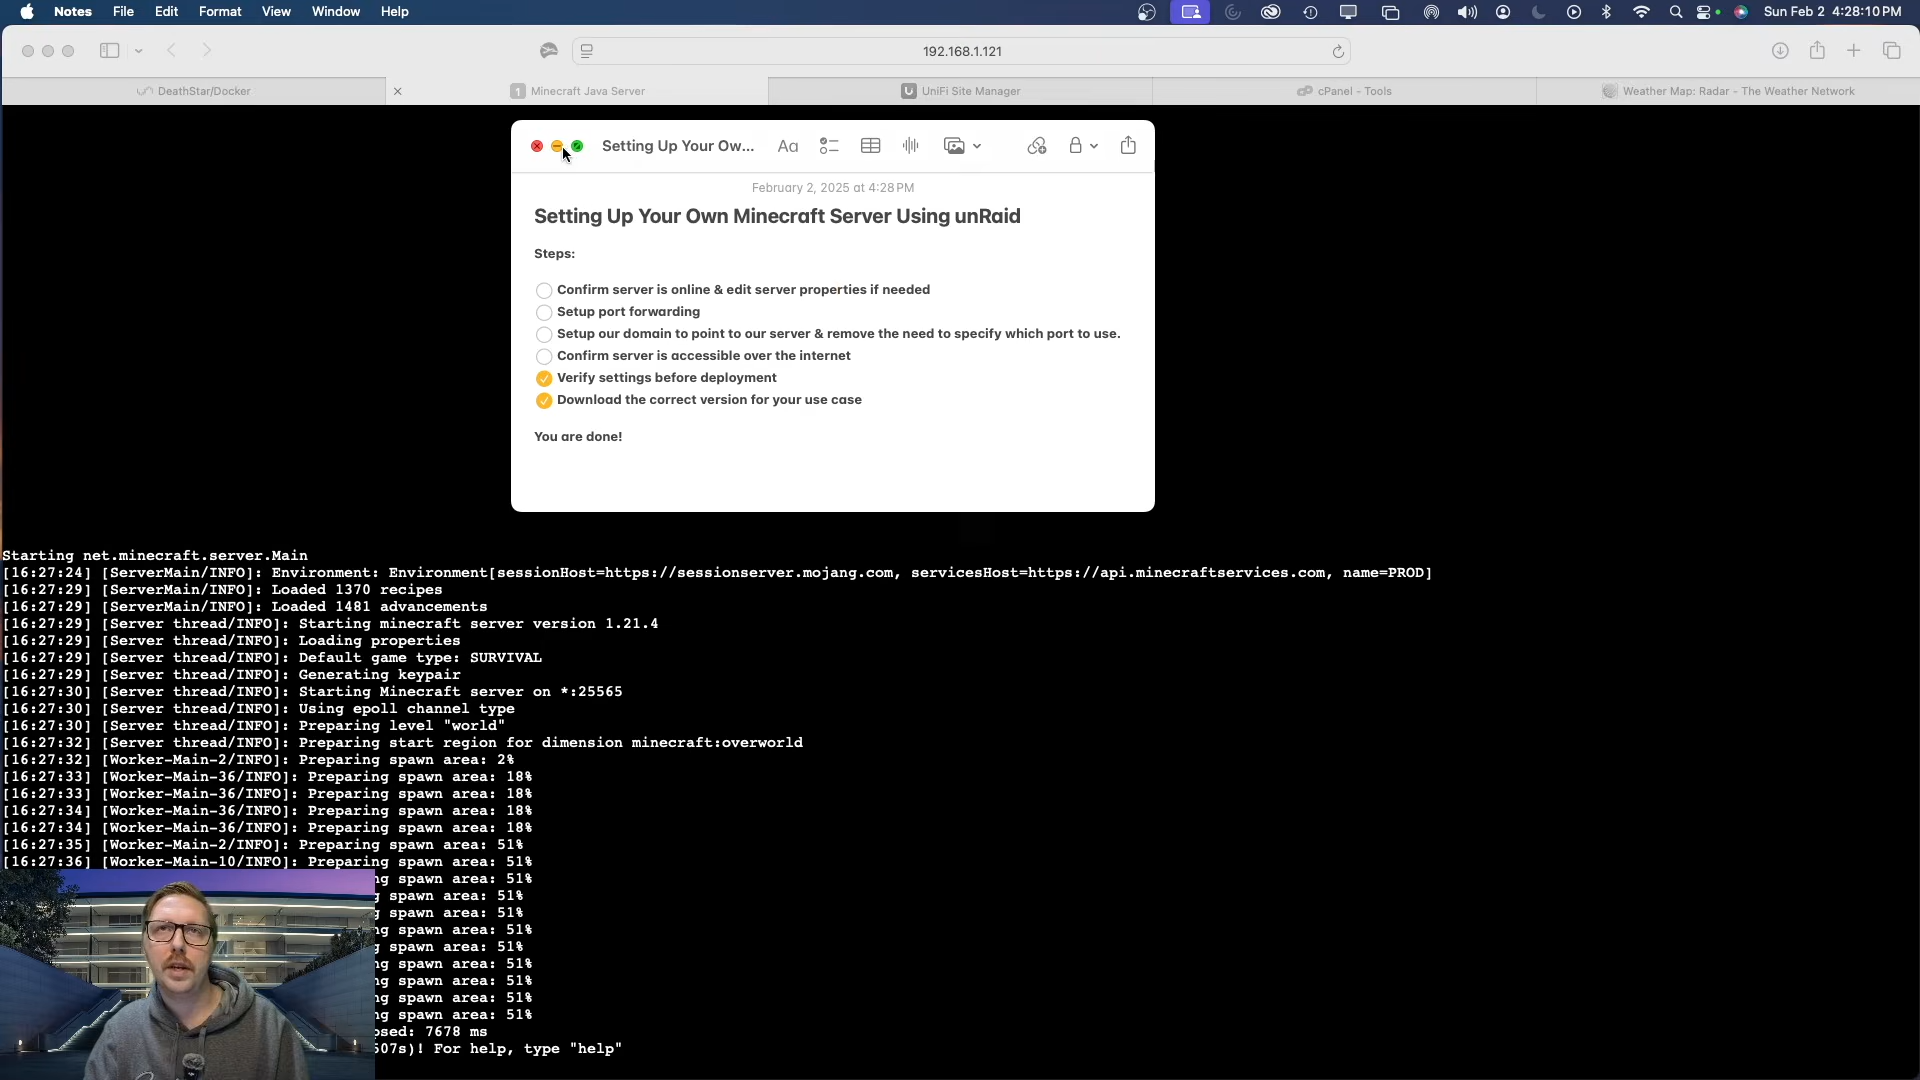 Notes File Edit Format View Window Help Sun Feb 2 4:28:10 PM
192.168.1.121
DeathStar/Docker
1 Minecraft Java Server
U UniFi Site Manager
cPanel - Tools
Weather Map: Radar - The Weather Network
Setting Up Your Ow... Aa
February 2, 2025 at 4:28 PM
Setting Up Your Own Minecraft Server Using unRaid
Steps:
Confirm server is online & edit server properties if needed
Setup port forwarding
Setup our domain to point to our server & remove the need to specify which port to use.
Confirm server is accessible over the internet
Verify settings before deployment
Download the correct version for your use case
You are done!
Starting net.minecraft.server.Main
[16:27:24] [ServerMain/INFO]: Environment: Environment[sessionHost=https://sessionserver.mojang.com, servicesHost=https://api.minecraftservices.com, name=PROD]
[16:27:29] [ServerMain/INFO]: Loaded 1370 recipes
[16:27:29] [ServerMain/INFO]: Loaded 1481 advancements
[16:27:29] [Server thread/INFO]: Starting minecraft server version 1.21.4
[16:27:29] [Server thread/INFO]: Loading properties
[16:27:29] [Server thread/INFO]: Default game type: SURVIVAL
[16:27:29] [Server thread/INFO]: Generating keypair
[16:27:30] [Server thread/INFO]: Starting Minecraft server on *:25565
[16:27:30] [Server thread/INFO]: Using epoll channel type
[16:27:30] [Server thread/INFO]: Preparing level "world"
[16:27:32] [Server thread/INFO]: Preparing start region for dimension minecraft:overworld
[16:27:32] [Worker-Main-2/INFO]: Preparing spawn area: 2%
[16:27:33] [Worker-Main-36/INFO]: Preparing spawn area: 18%
[16:27:33] [Worker-Main-36/INFO]: Preparing spawn area: 18%
[16:27:34] [Worker-Main-36/INFO]: Preparing spawn area: 18%
[16:27:34] [Worker-Main-36/INFO]: Preparing spawn area: 18%
[16:27:35] [Worker-Main-2/INFO]: Preparing spawn area: 51%
[16:27:36] [Worker-Main-10/INFO]: Preparing spawn area: 51%
ng spawn area: 51%
g spawn area: 51%
g spawn area: 51%
ng spawn area: 51%
g spawn area: 51%
ng spawn area: 51%
ng spawn area: 51%
ng spawn area: 51%
ng spawn area: 51%
psed: 7678 ms
507s)! For help, type "help"